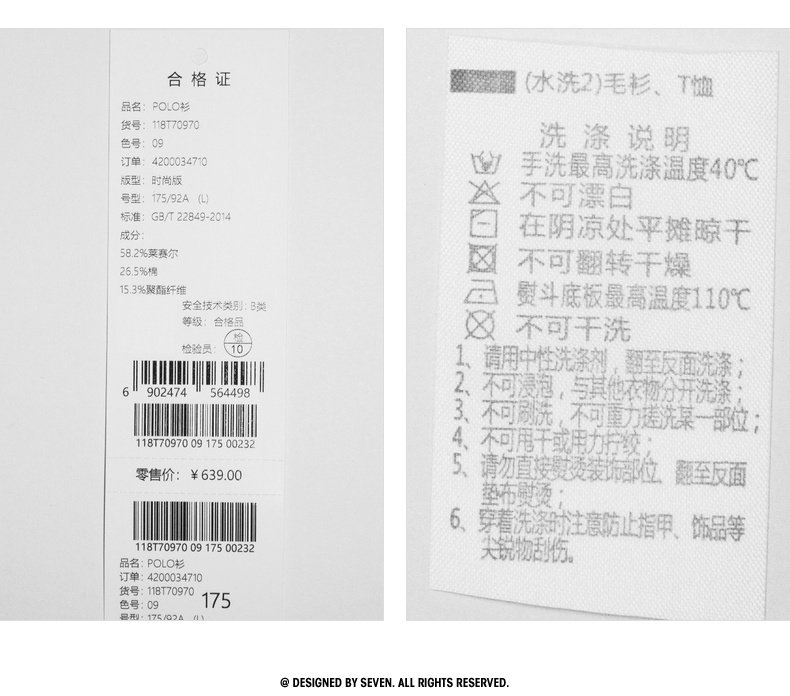 合格证
品名: POLO衫
货号: 118T70970
色号: 09
订单: 4200034710
版型: 时尚版
号型: 175/92A (L)
标准: GB/T 22849-2014
成分:
58.2%莱赛尔
26.5%棉
15.3%聚酯纤维
安全技术类别: B类
等级: 合格品
检验员: 检 10
6 902474 564498
118T70970 09 175 00232
零售价: ￥639.00
118T70970 09 175 00232
品名: POLO衫
订单: 4200034710
货号: 118T70970
色号: 09 175
号型: 175/92A (L)
(水洗2)毛衫、T恤
洗涤说明
手洗最高洗涤温度40℃
不可漂白
在阴凉处平摊晾干
不可翻转干燥
熨斗底板最高温度110℃
不可干洗
1、请用中性洗涤剂，翻至反面洗涤；
2、不可浸泡，与其他衣物分开洗涤；
3、不可刷洗，不可重力搓洗某一部位；
4、不可甩干或用力拧绞；
5、请勿直接熨烫装饰部位，翻至反面
垫布熨烫；
6、穿着洗涤时注意防止指甲、饰品等
尖锐物刮伤。
@ DESIGNED BY SEVEN. ALL RIGHTS RESERVED.